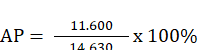 AP = 11.600 / 14.630 x 100%